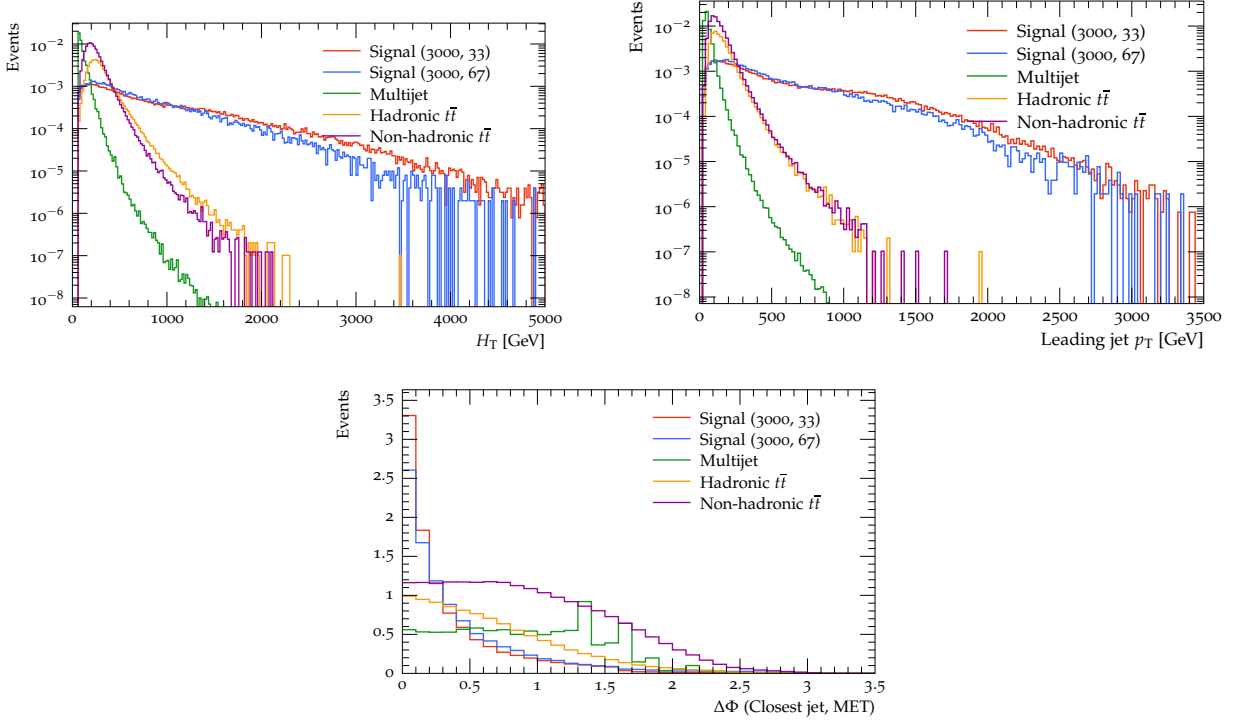 Events
10⁻²
10⁻³
10⁻⁴
10⁻⁵
10⁻⁶
10⁻⁷
10⁻⁸
Signal (3000, 33)
Signal (3000, 67)
Multijet
Hadronic tt̅
Non-hadronic tt̅
0 1000 2000 3000 4000 5000
H_T [GeV]
Events
10⁻²
10⁻³
10⁻⁴
10⁻⁵
10⁻⁶
10⁻⁷
10⁻⁸
Signal (3000, 33)
Signal (3000, 67)
Multijet
Hadronic tt̅
Non-hadronic tt̅
0 500 1000 1500 2000 2500 3000 3500
Leading jet p_T [GeV]
Events
3.5
3
2.5
2
1.5
1
0.5
0
Signal (3000, 33)
Signal (3000, 67)
Multijet
Hadronic tt̅
Non-hadronic tt̅
0 0.5 1 1.5 2 2.5 3 3.5
ΔΦ (Closest jet, MET)